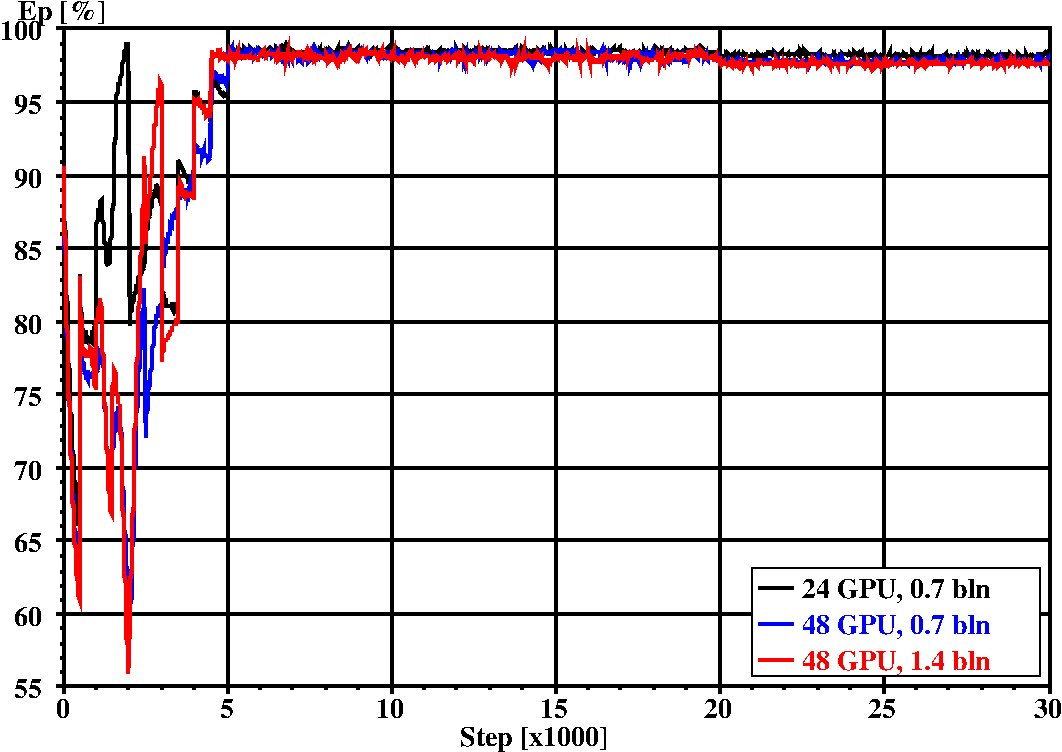 Ep [%]
100
95
90
85
80
75
70
65
60
55
24 GPU, 0.7 bln
48 GPU, 0.7 bln
48 GPU, 1.4 bln
0 5 10 15 20 25 30
Step [x1000]